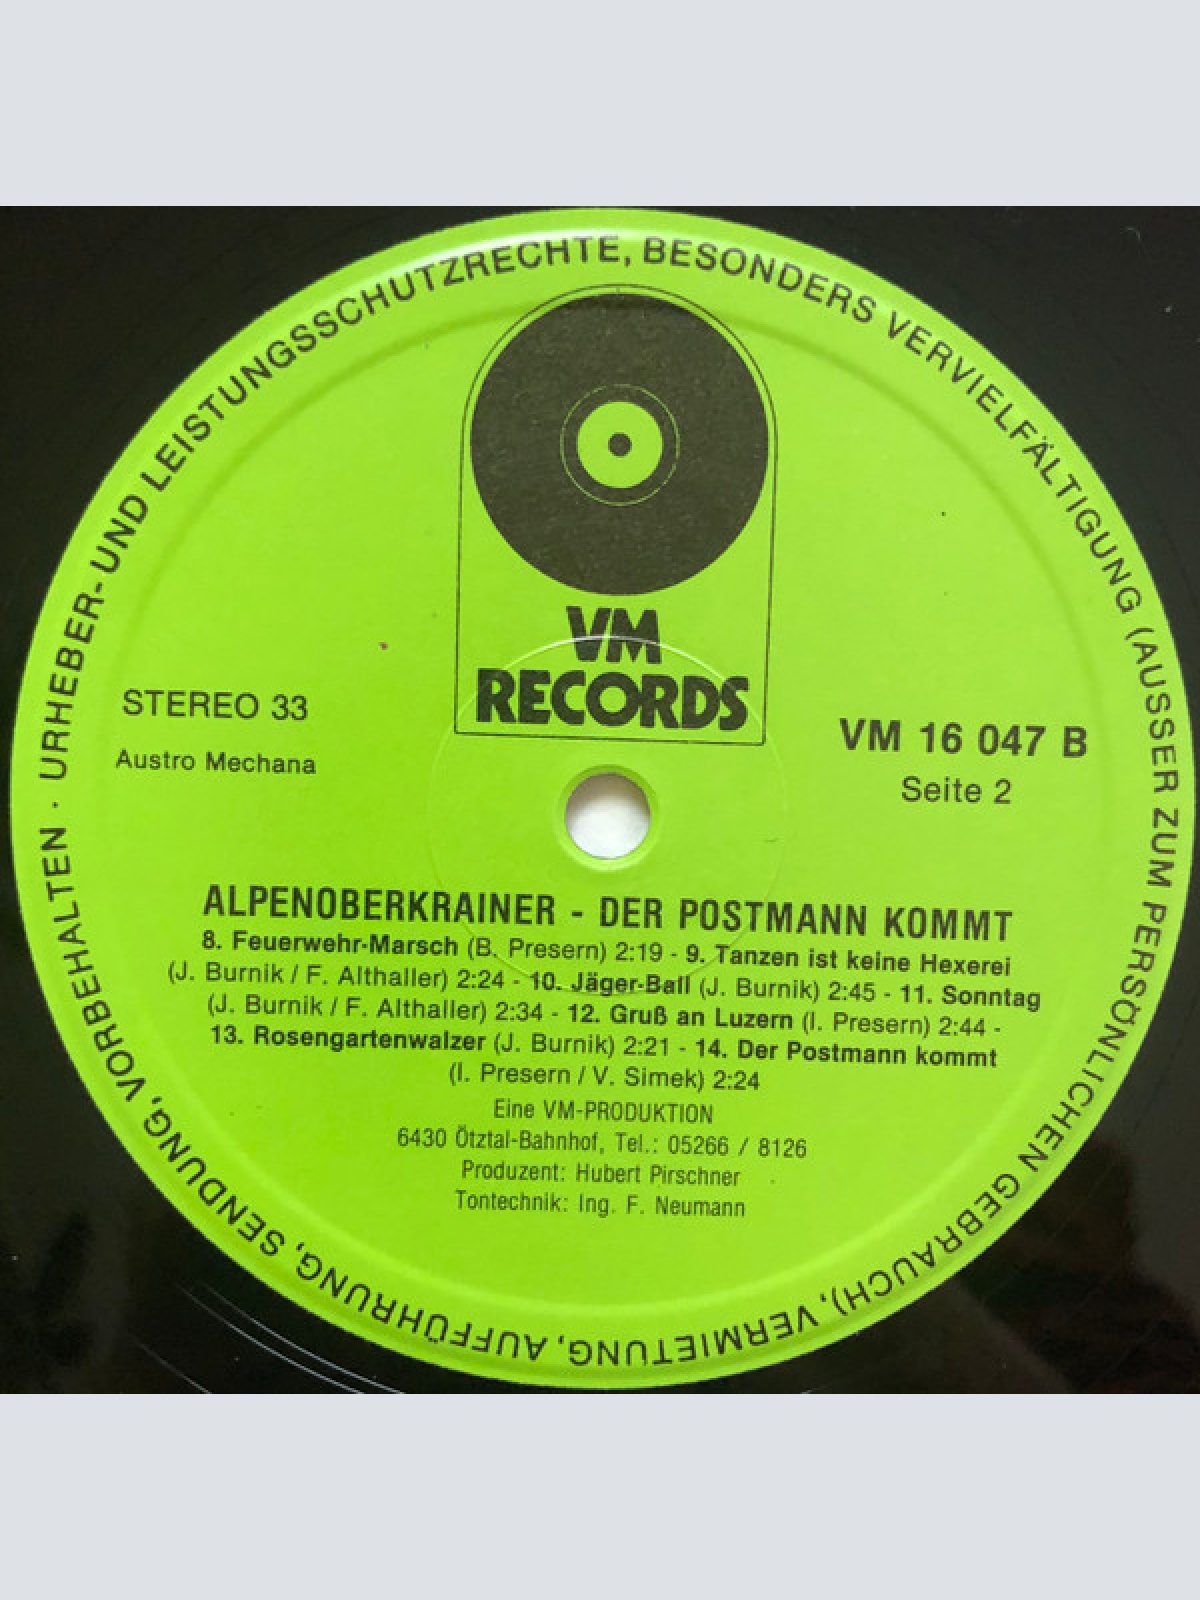 URHEBER- UND LEISTUNGSSCHUTZRECHTE, BESONDERS VERVIELFÄLTIGUNG (AUSSER ZUM PERSÖNLICHEN GEBRAUCH), VERMIETUNG, AUFFÜHRUNG, SENDUNG, VORBEHALTEN ·
VM
RECORDS
STEREO 33
Austro Mechana
VM 16 047 B
Seite 2
ALPENOBERKRAINER - DER POSTMANN KOMMT
8. Feuerwehr-Marsch (B. Presern) 2:19 - 9. Tanzen ist keine Hexerei
(J. Burnik / F. Althaller) 2:24 - 10. Jäger-Ball (J. Burnik) 2:45 - 11. Sonntag
(J. Burnik / F. Althaller) 2:34 - 12. Gruß an Luzern (I. Presern) 2:44 -
13. Rosengartenwalzer (J. Burnik) 2:21 - 14. Der Postmann kommt
(I. Presern / V. Simek) 2:24
Eine VM-PRODUKTION
6430 Ötztal-Bahnhof, Tel.: 05266 / 8126
Produzent: Hubert Pirschner
Tontechnik: Ing. F. Neumann